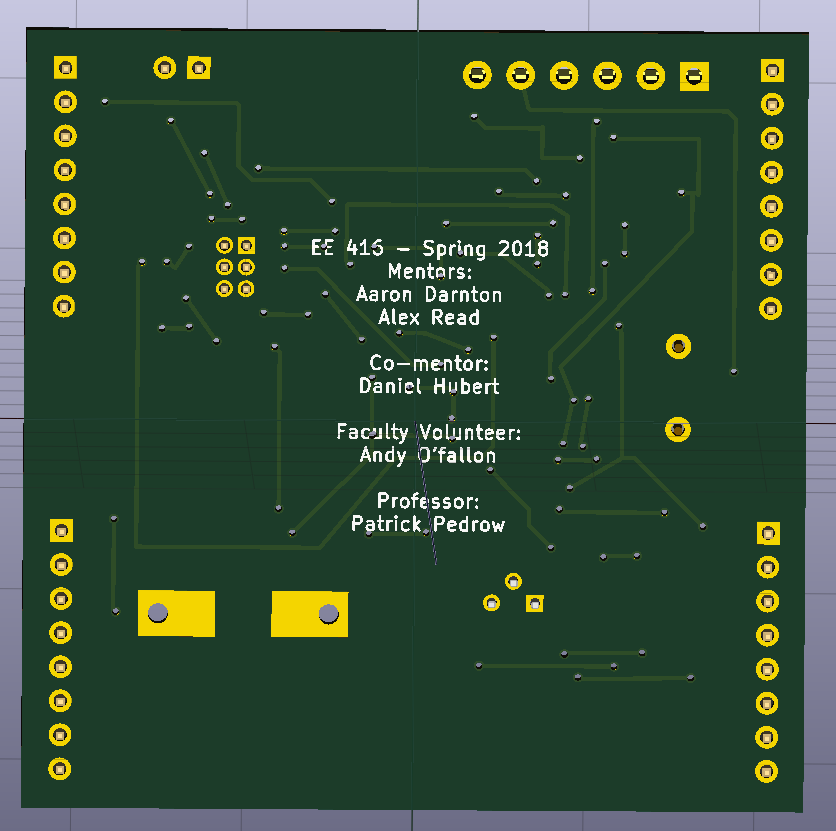 EE 416 - Spring 2018
Mentors:
Aaron Darnton
Alex Read
Co-mentor:
Daniel Hubert
Faculty Volunteer:
Andy O'fallon
Professor:
Patrick Pedrow